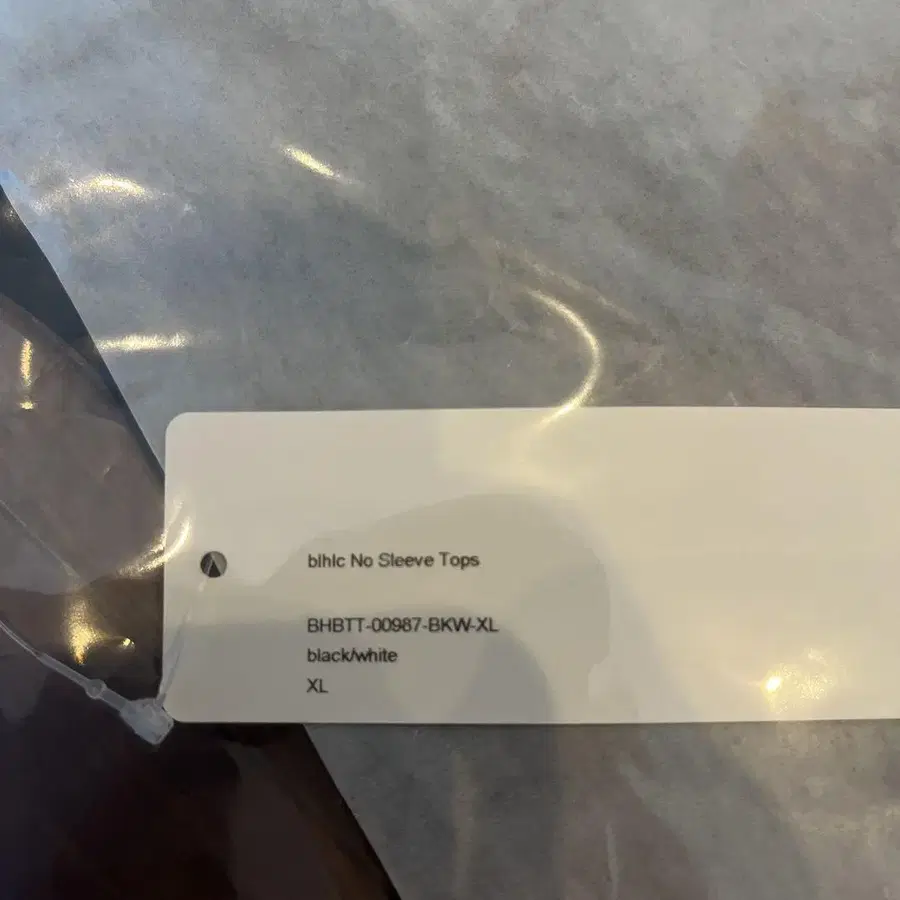 blhlc No Sleeve Tops
BHBTT-00987-BKW-XL
black/white
XL